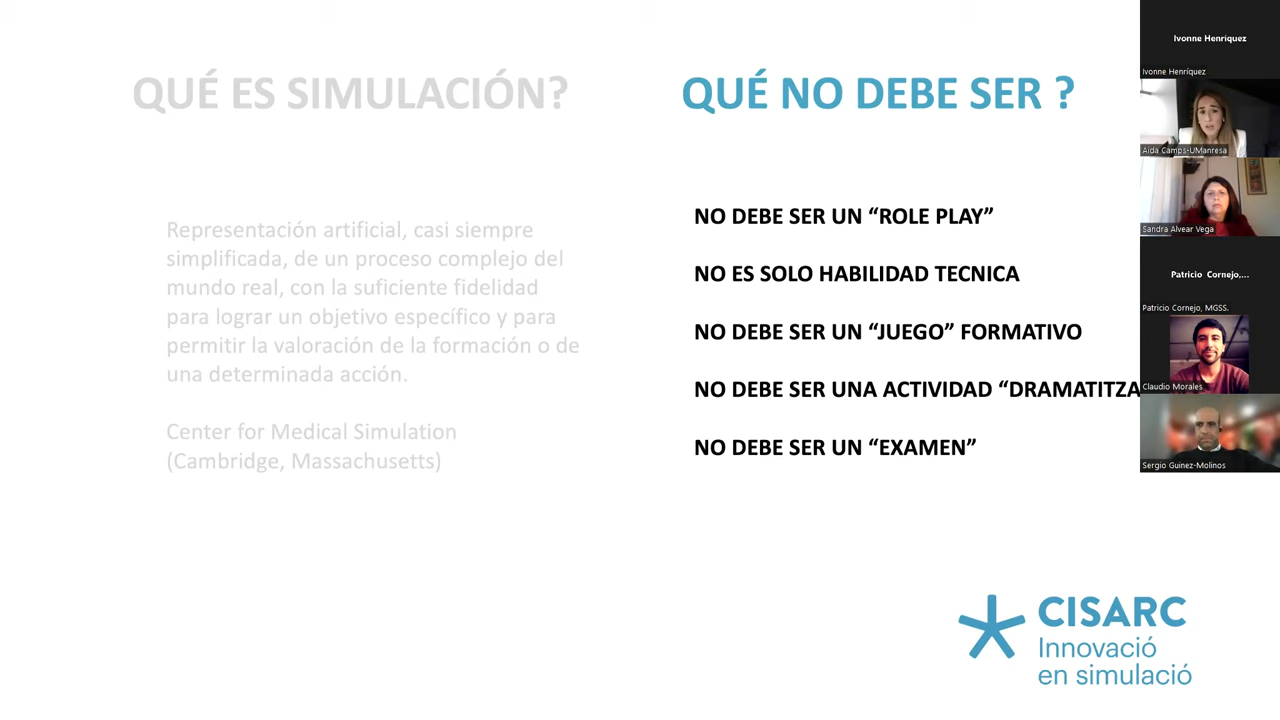 QUÉ ES SIMULACIÓN?
Representación artificial, casi siempre
simplificada, de un proceso complejo del
mundo real, con la suficiente fidelidad
para lograr un objetivo específico y para
permitir la valoración de la formación o de
una determinada acción.
Center for Medical Simulation
(Cambridge, Massachusetts)
QUÉ NO DEBE SER ?
NO DEBE SER UN “ROLE PLAY”
NO ES SOLO HABILIDAD TECNICA
NO DEBE SER UN “JUEGO” FORMATIVO
NO DEBE SER UNA ACTIVIDAD “DRAMATITZA
NO DEBE SER UN “EXAMEN”
CISARC
Innovació
en simulació
Ivonne Henriquez
Ivonne Henríquez
Aida Camps-UManresa
Sandra Alvear Vega
Patricio Cornejo,...
Patricio Cornejo, MGSS.
Claudio Morales
Sergio Guinez-Molinos